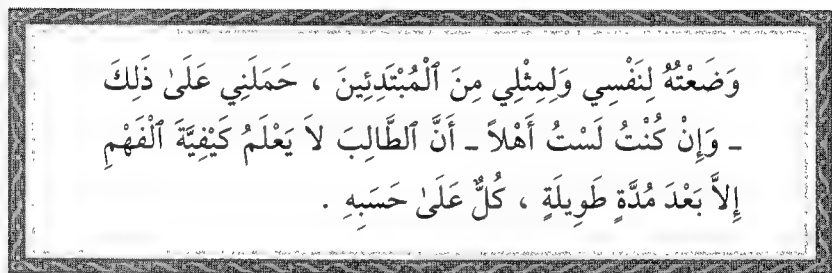 وَضَعْتُهُ لِنَفْسِي وَلِمِثْلِي مِنَ ٱلْمُبْتَدِئِينَ ، حَمَلَنِي عَلَىٰ ذَلِكَ
ـ وَإِنْ كُنْتُ لَسْتُ أَهْلاً ـ أَنَّ ٱلطَّالِبَ لاَ يَعْلَمُ كَيْفِيَّةَ ٱلْفَهْمِ
إِلاَّ بَعْدَ مُدَّةٍ طَوِيلَةٍ ، كُلٌّ عَلَىٰ حَسَبِهِ .